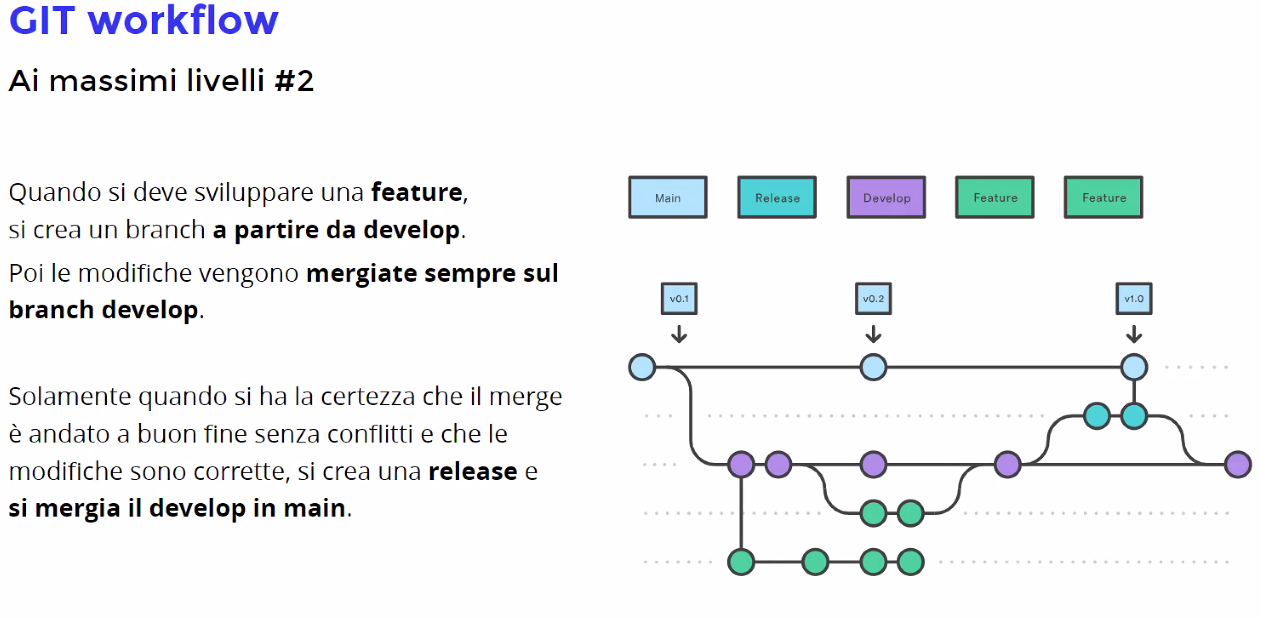 GIT workflow
Ai massimi livelli #2
Quando si deve sviluppare una feature,
si crea un branch a partire da develop.
Poi le modifiche vengono mergiate sempre sul
branch develop.
Solamente quando si ha la certezza che il merge
è andato a buon fine senza conflitti e che le
modifiche sono corrette, si crea una release e
si mergia il develop in main.
Main Release Develop Feature Feature
v0.1 v0.2 v1.0